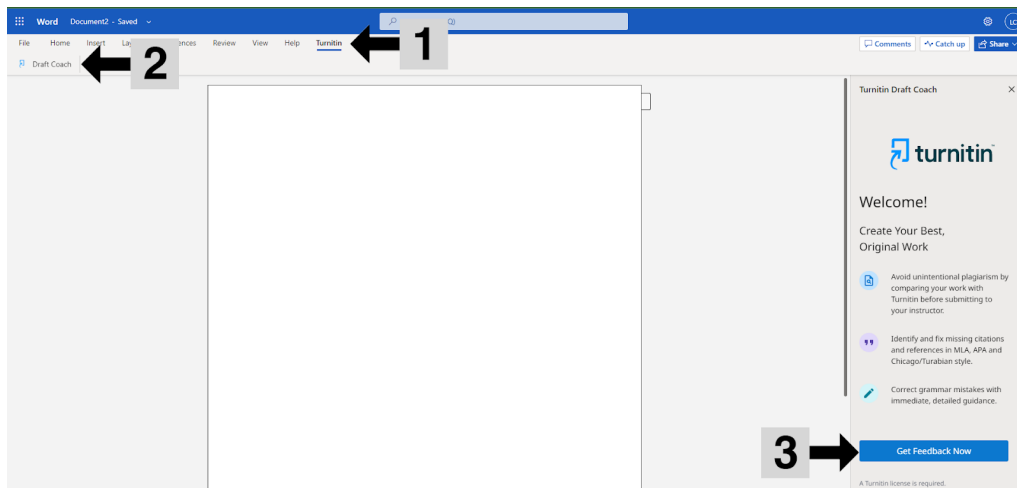 Word Document2 - Saved
File Home Insert La ences Review View Help Turnitin 1 Comments Catch up Share
Draft Coach 2
Turnitin Draft Coach
turnitin™
Welcome!
Create Your Best,
Original Work
Avoid unintentional plagiarism by
comparing your work with
Turnitin before submitting to
your instructor.
Identify and fix missing citations
and references in MLA, APA and
Chicago/Turabian style.
Correct grammar mistakes with
immediate, detailed guidance.
3 Get Feedback Now
A Turnitin license is required.